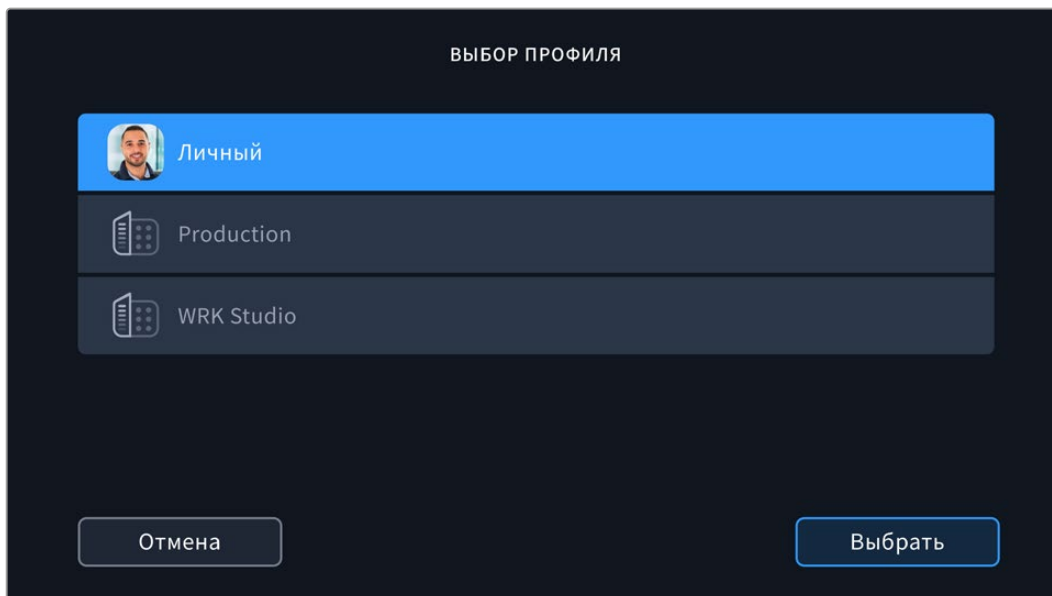 ВЫБОР ПРОФИЛЯ
Личный
Production
WRK Studio
Отмена
Выбрать